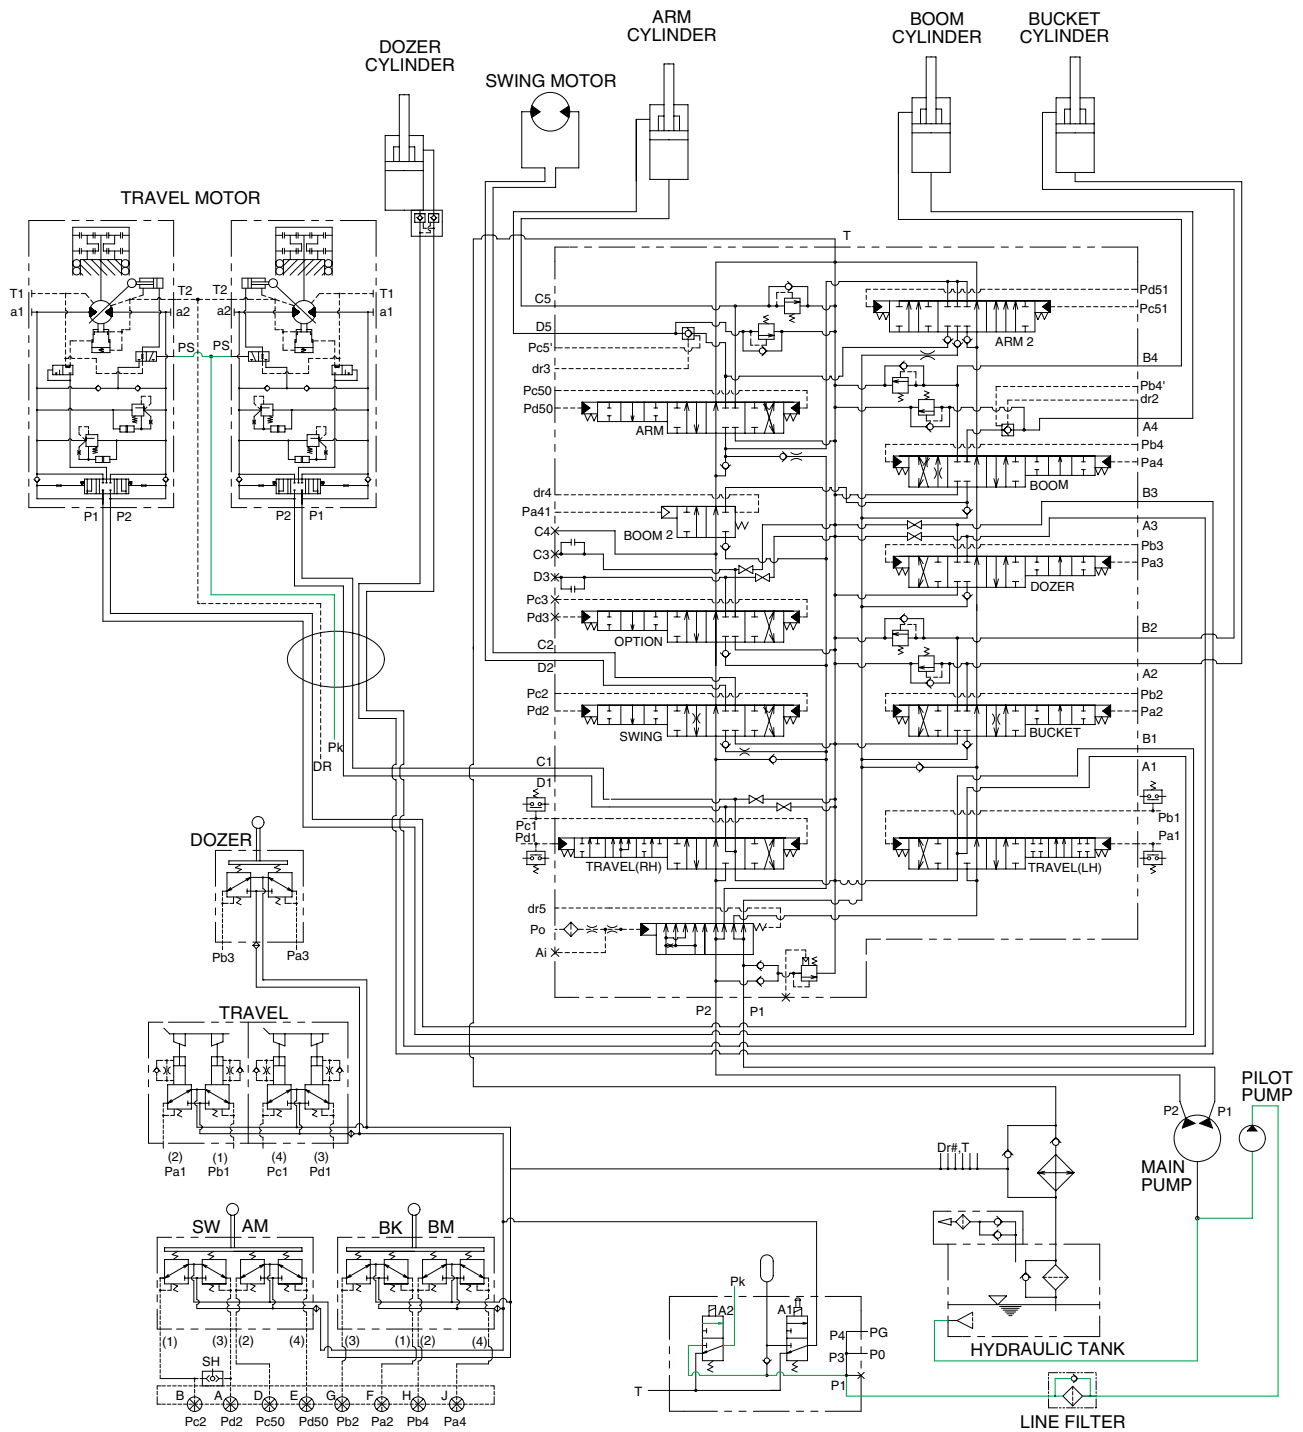 ARM
CYLINDER
BOOM
CYLINDER
BUCKET
CYLINDER
DOZER
CYLINDER
SWING MOTOR
TRAVEL MOTOR
T
T1
T2
T2
T1
a1
a2
a2
a1
PS
PS
P1
P2
P2
P1
C5
D5
Pc5'
dr3
Pc50
Pd50
ARM
dr4
Pa41
BOOM 2
C4
C3
D3
Pc3
Pd3
OPTION
C2
D2
Pc2
Pd2
SWING
C1
D1
Pc1
Pd1
TRAVEL(RH)
dr5
Po
Ai
P2
P1
Pd51
Pc51
ARM 2
B4
Pb4'
dr2
A4
Pb4
Pa4
BOOM
B3
A3
Pb3
Pa3
DOZER
B2
A2
Pb2
Pa2
BUCKET
B1
A1
Pb1
Pa1
TRAVEL(LH)
Pk
DR
DOZER
Pb3
Pa3
TRAVEL
(2)
(1)
(4)
(3)
Pa1
Pb1
Pc1
Pd1
SW
AM
BK
BM
(1)
(3)
(2)
(4)
(3)
(1)
(2)
(4)
SH
B
A
D
E
G
F
H
J
Pc2
Pd2
Pc50
Pd50
Pb2
Pa2
Pb4
Pa4
Dr#,T
P2
P1
MAIN
PUMP
PILOT
PUMP
HYDRAULIC TANK
Pk
A2
A1
P4
PG
P3
P0
P1
T
LINE FILTER